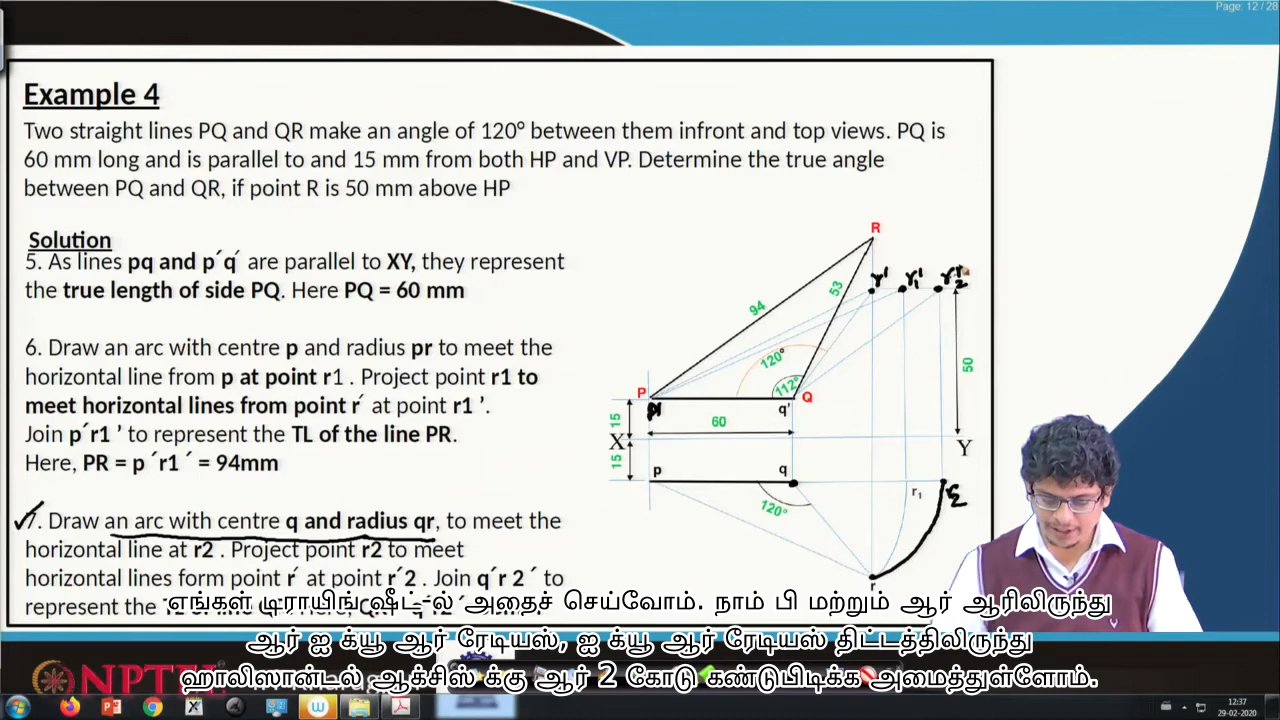 Page: 12 / 28
Example 4
Two straight lines PQ and QR make an angle of 120° between them infront and top views. PQ is
60 mm long and is parallel to and 15 mm from both HP and VP. Determine the true angle
between PQ and QR, if point R is 50 mm above HP
Solution
5. As lines pq and p´q´ are parallel to XY, they represent
the true length of side PQ. Here PQ = 60 mm
6. Draw an arc with centre p and radius pr to meet the
horizontal line from p at point r1 . Project point r1 to
meet horizontal lines from point r´ at point r1 ’.
Join p´r1 ’ to represent the TL of the line PR.
Here, PR = p ´r1 ´ = 94mm
7. Draw an arc with centre q and radius qr, to meet the
horizontal line at r2 . Project point r2 to meet
horizontal lines form point r´ at point r´2 . Join q´r 2 ´ to
represent the
R
r' r'1 r'2
94
53
120°
112°
50
P
Q
p'
q'
15
60
X
Y
15
p
q
r1
r2
120°
r
எங்கள் டிராயிங் ஷீட்-ல் அதைச் செய்வோம். நாம் பி மற்றும் ஆர் ஆரிலிருந்து
ஆர் ஐ க்யூ ஆர் ரேடியஸ், ஐ க்யூ ஆர் ரேடியஸ் திட்டத்திலிருந்து
ஹாலிஸான்டல் ஆக்சிஸ் க்கு ஆர் 2 கோடு கண்டுபிடிக்க அமைத்துள்ளோம்.
NPTEL
12:37
29-02-2020